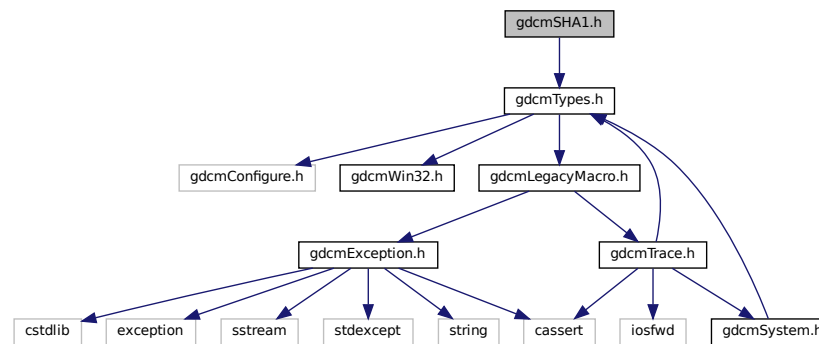 gdcmSHA1.h
gdcmTypes.h
gdcmConfigure.h
gdcmWin32.h
gdcmLegacyMacro.h
gdcmException.h
gdcmTrace.h
cstdlib
exception
sstream
stdexcept
string
cassert
iosfwd
gdcmSystem.h